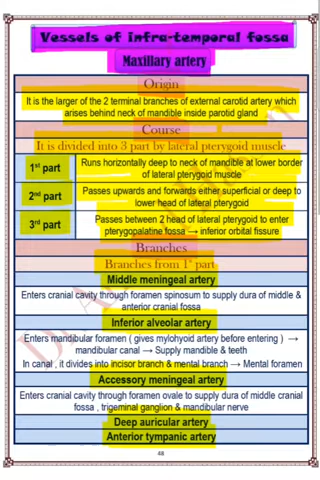 Vessels of infra-temporal fossa
Maxillary artery
Origin
It is the larger of the 2 terminal branches of external carotid artery which
arises behind neck of mandible inside parotid gland
Course
It is divided into 3 part by lateral pterygoid muscle
1st part
Runs horizontally deep to neck of mandible at lower border
of lateral pterygoid muscle
2nd part
Passes upwards and forwards either superficial or deep to
lower head of lateral pterygoid
3rd part
Passes between 2 head of lateral pterygoid to enter
pterygopalatine fossa → inferior orbital fissure
Branches
Branches from 1st part
Middle meningeal artery
Enters cranial cavity through foramen spinosum to supply dura of middle &
anterior cranial fossa
Inferior alveolar artery
Enters mandibular foramen ( gives mylohyoid artery before entering ) →
mandibular canal → Supply mandible & teeth
In canal , it divides into incisor branch & mental branch → Mental foramen
Accessory meningeal artery
Enters cranial cavity through foramen ovale to supply dura of middle cranial
fossa , trigeminal ganglion & mandibular nerve
Deep auricular artery
Anterior tympanic artery
48